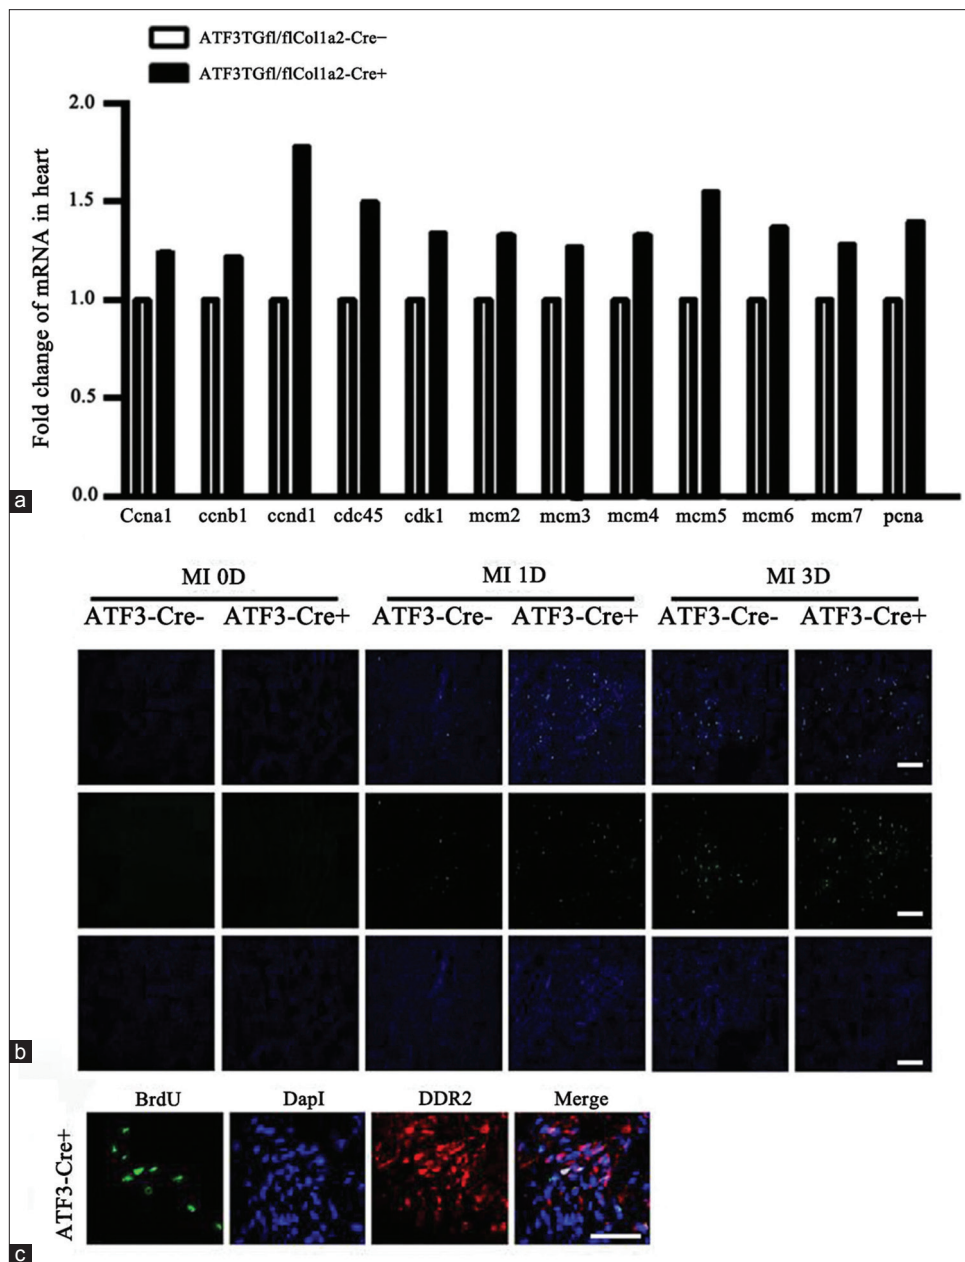 ATF3TGfl/flCol1a2-Cre−
ATF3TGfl/flCol1a2-Cre+
Fold change of mRNA in heart
2.0
1.5
1.0
0.5
0.0
a
Ccna1 ccnb1 ccnd1 cdc45 cdk1 mcm2 mcm3 mcm4 mcm5 mcm6 mcm7 pcna
MI 0D MI 1D MI 3D
ATF3-Cre- ATF3-Cre+ ATF3-Cre- ATF3-Cre+ ATF3-Cre- ATF3-Cre+
b
BrdU DapI DDR2 Merge
ATF3-Cre+
c